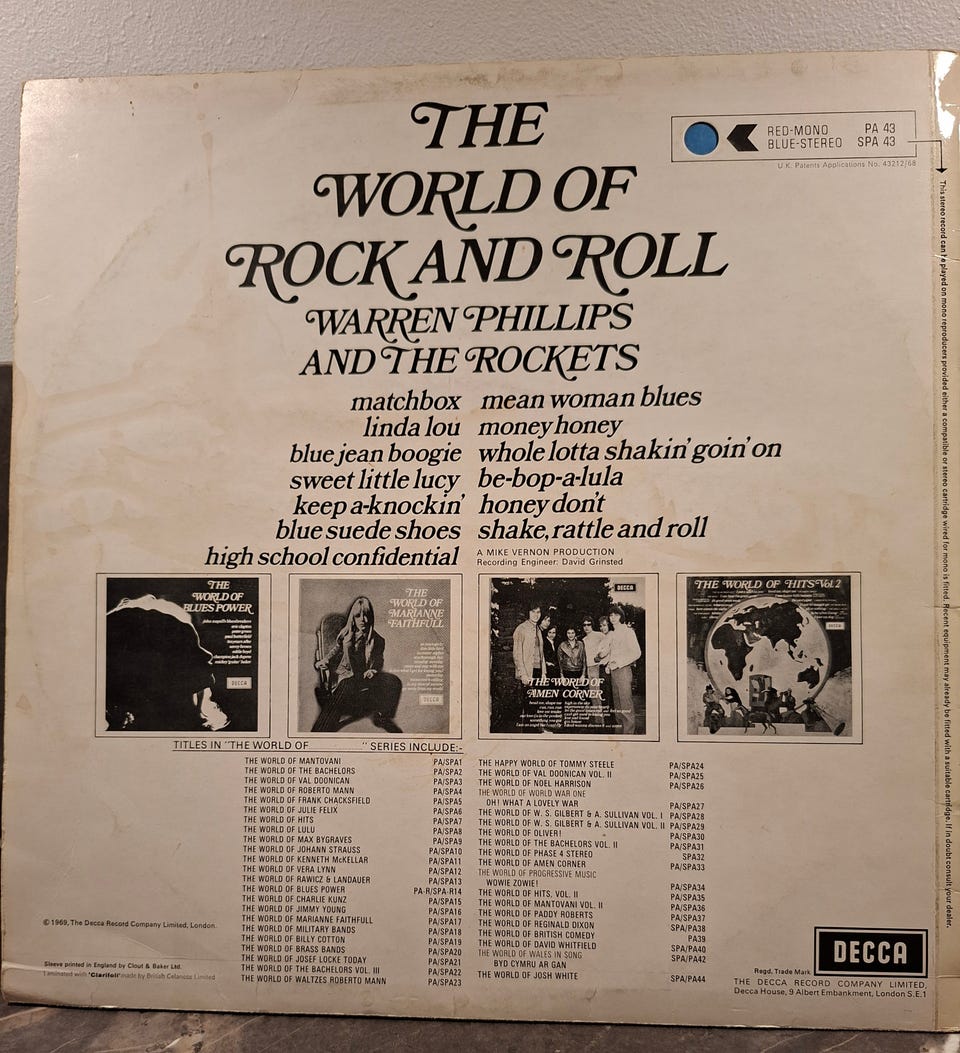 THE
WORLD OF
ROCK AND ROLL
WARREN PHILLIPS
AND THE ROCKETS
RED-MONO PA 43
BLUE-STEREO SPA 43
U.K. Patents Applications No. 43212/68
This stereo record can be played on mono reproducers provided either a compatible or stereo cartridge wired for mono is fitted. Recent equipment may already be fitted with a suitable cartridge. If in doubt consult your dealer.
matchbox
linda lou
blue jean boogie
sweet little lucy
keep a-knockin'
blue suede shoes
high school confidential
mean woman blues
money honey
whole lotta shakin' goin' on
be-bop-a-lula
honey don't
shake, rattle and roll
A MIKE VERNON PRODUCTION
Recording Engineer: David Grinsted
THE
WORLD OF
BLUES POWER
DECCA
THE
WORLD OF
MARIANNE
FAITHFULL
DECCA
DECCA
THE WORLD OF
AMEN CORNER
THE WORLD OF HITS Vol. 2
DECCA
TITLES IN "THE WORLD OF " SERIES INCLUDE:-
THE WORLD OF MANTOVANI PA/SPA1
THE WORLD OF THE BACHELORS PA/SPA2
THE WORLD OF VAL DOONICAN PA/SPA3
THE WORLD OF ROBERTO MANN PA/SPA4
THE WORLD OF FRANK CHACKSFIELD PA/SPA5
THE WORLD OF JULIE FELIX PA/SPA6
THE WORLD OF HITS PA/SPA7
THE WORLD OF LULU PA/SPA8
THE WORLD OF MAX BYGRAVES PA/SPA9
THE WORLD OF JOHANN STRAUSS PA/SPA10
THE WORLD OF KENNETH McKELLAR PA/SPA11
THE WORLD OF VERA LYNN PA/SPA12
THE WORLD OF RAWICZ & LANDAUER PA/SPA13
THE WORLD OF BLUES POWER PA-R/SPA-R14
THE WORLD OF CHARLIE KUNZ PA/SPA15
THE WORLD OF JIMMY YOUNG PA/SPA16
THE WORLD OF MARIANNE FAITHFULL PA/SPA17
THE WORLD OF MILITARY BANDS PA/SPA18
THE WORLD OF BILLY COTTON PA/SPA19
THE WORLD OF BRASS BANDS PA/SPA20
THE WORLD OF JOSEF LOCKE TODAY PA/SPA21
THE WORLD OF THE BACHELORS VOL. III PA/SPA22
THE WORLD OF WALTZES ROBERTO MANN PA/SPA23
THE HAPPY WORLD OF TOMMY STEELE PA/SPA24
THE WORLD OF VAL DOONICAN VOL. II PA/SPA25
THE WORLD OF NOEL HARRISON PA/SPA26
THE WORLD OF WORLD WAR ONE
OH! WHAT A LOVELY WAR PA/SPA27
THE WORLD OF W. S. GILBERT & A. SULLIVAN VOL. I PA/SPA28
THE WORLD OF W. S. GILBERT & A. SULLIVAN VOL. II PA/SPA29
THE WORLD OF OLIVER! PA/SPA30
THE WORLD OF THE BACHELORS VOL. II PA/SPA31
THE WORLD OF PHASE 4 STEREO SPA32
THE WORLD OF AMEN CORNER PA/SPA33
THE WORLD OF PROGRESSIVE MUSIC
WOWIE ZOWIE! PA/SPA34
THE WORLD OF HITS, VOL. II PA/SPA35
THE WORLD OF MANTOVANI VOL. II PA/SPA36
THE WORLD OF PADDY ROBERTS PA/SPA37
THE WORLD OF REGINALD DIXON SPA/PA38
THE WORLD OF BRITISH COMEDY PA39
THE WORLD OF DAVID WHITFIELD SPA/PA40
THE WORLD OF WALES IN SONG
BYD CYMRU AR GAN SPA/PA42
THE WORLD OF JOSH WHITE SPA/PA44
© 1969, The Decca Record Company Limited, London.
Sleeve printed in England by Clout & Baker Ltd.
Laminated with 'Clarifoil' made by British Celanese Limited
Regd. Trade Mark
DECCA
THE DECCA RECORD COMPANY LIMITED,
Decca House, 9 Albert Embankment, London S.E.1